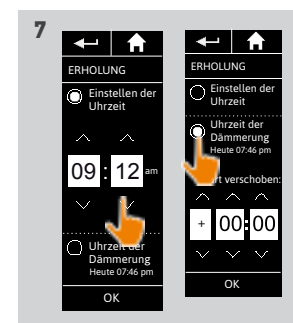 7
ERHOLUNG
Einstellen der
Uhrzeit
09 : 12 am
Uhrzeit der
Dämmerung
Heute 07:46 pm
OK
ERHOLUNG
Einstellen der
Uhrzeit
Uhrzeit der
Dämmerung
Heute 07:46 pm
verschoben:
+ 00:00
OK